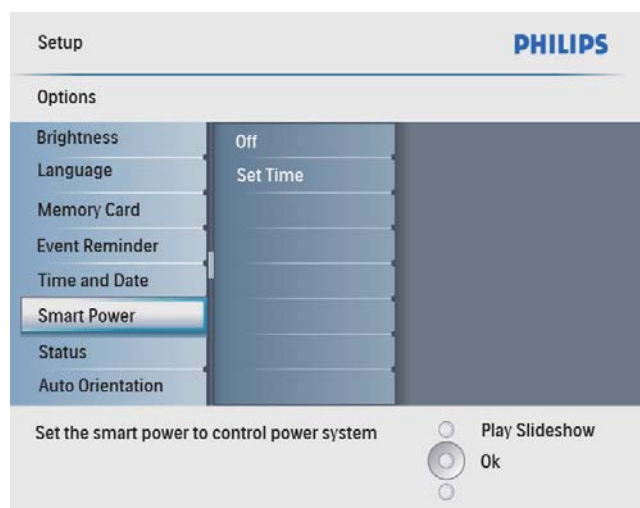 Setup
PHILIPS
Options
Brightness
Off
Language
Set Time
Memory Card
Event Reminder
Time and Date
Smart Power
Status
Auto Orientation
Set the smart power to control power system
Play Slideshow
Ok